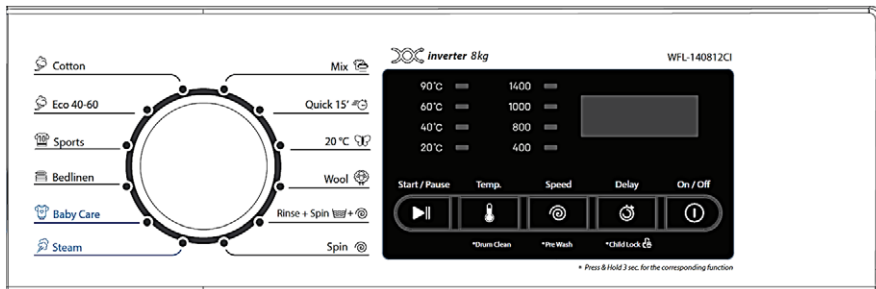 inverter 8kg
WFL-140812CI
Cotton
Eco 40-60
Sports
Bedlinen
Baby Care
Steam
Mix
Quick 15'
20 °C
Wool
Rinse + Spin +
Spin
90°C 1400
60°C 1000
40°C 800
20°C 400
Start / Pause Temp. Speed Delay On / Off
*Drum Clean *Pre Wash *Child Lock
* Press & Hold 3 sec. for the corresponding function